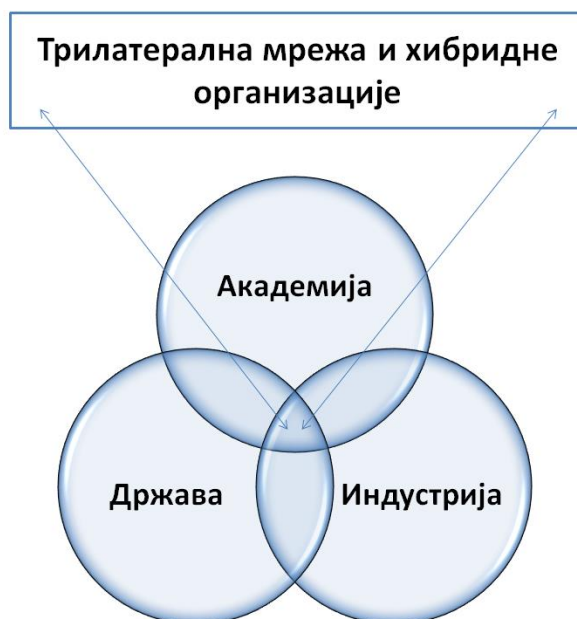 Трилатерална мрежа и хибридне
организације
Академија
Држава
Индустрија